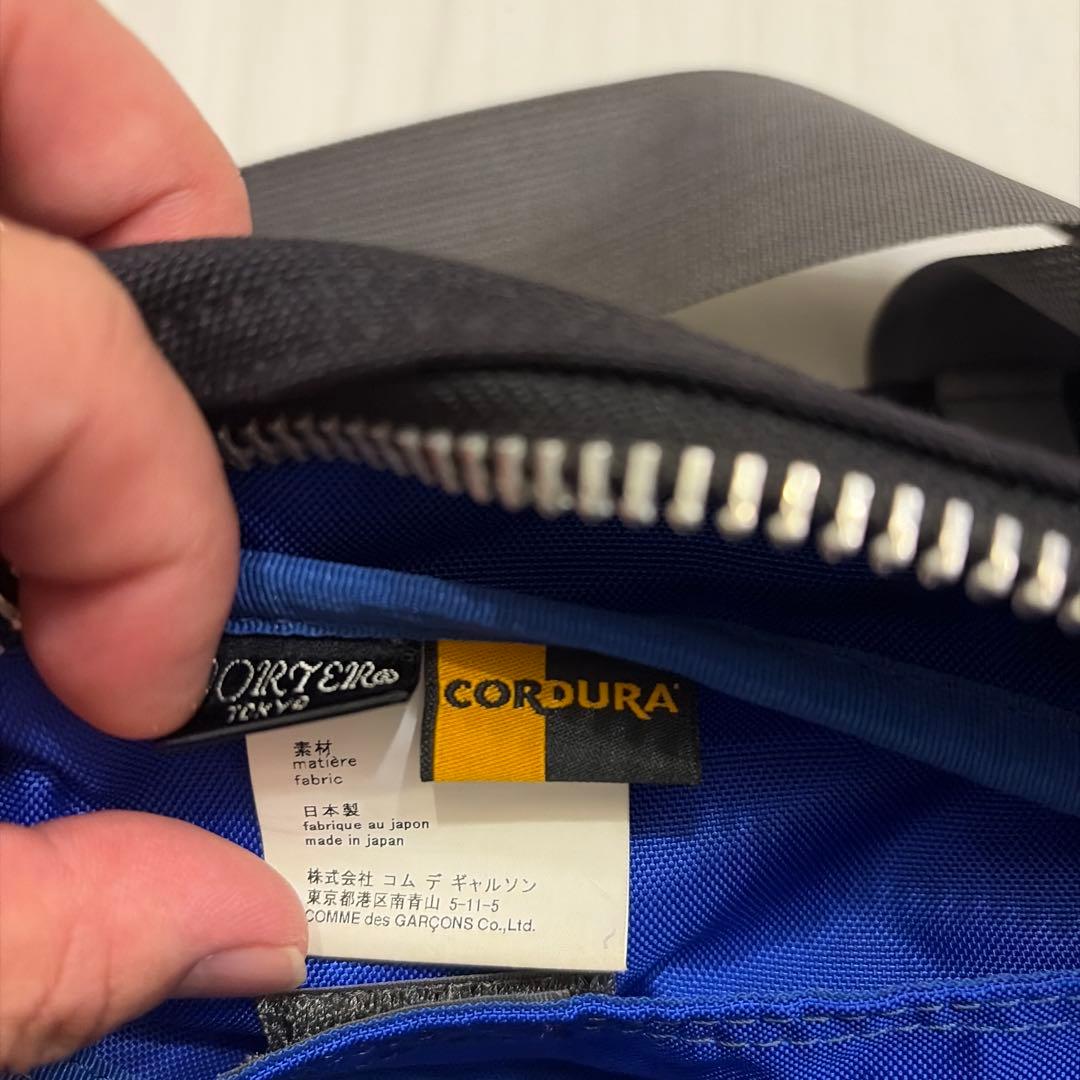 PORTER®
TOKYO
CORDURA
素材
matière
fabric
日本製
fabrique au japon
made in japan
株式会社 コム デ ギャルソン
東京都港区南青山 5-11-5
COMME des GARÇONS Co.,Ltd.